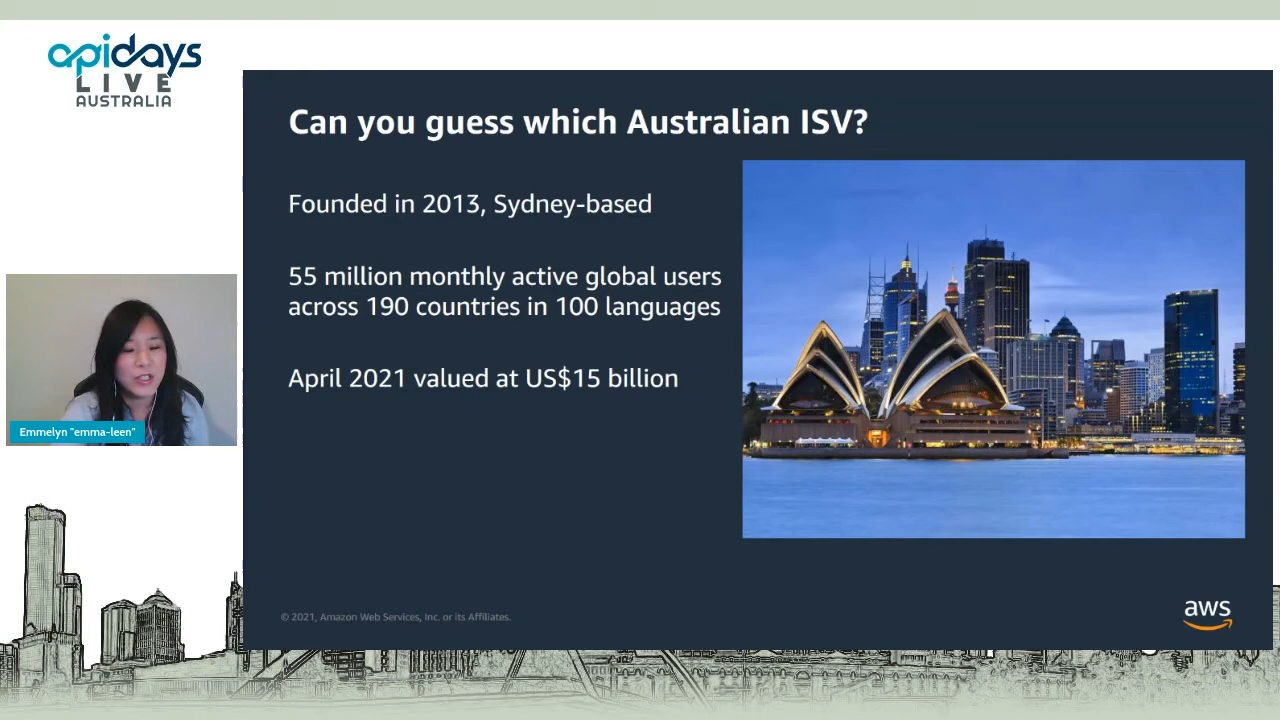 apidays
LIVE
AUSTRALIA
Can you guess which Australian ISV?
Founded in 2013, Sydney-based
55 million monthly active global users
across 190 countries in 100 languages
April 2021 valued at US$15 billion
Emmelyn "emma-leen"
© 2021, Amazon Web Services, Inc. or its Affiliates.
aws